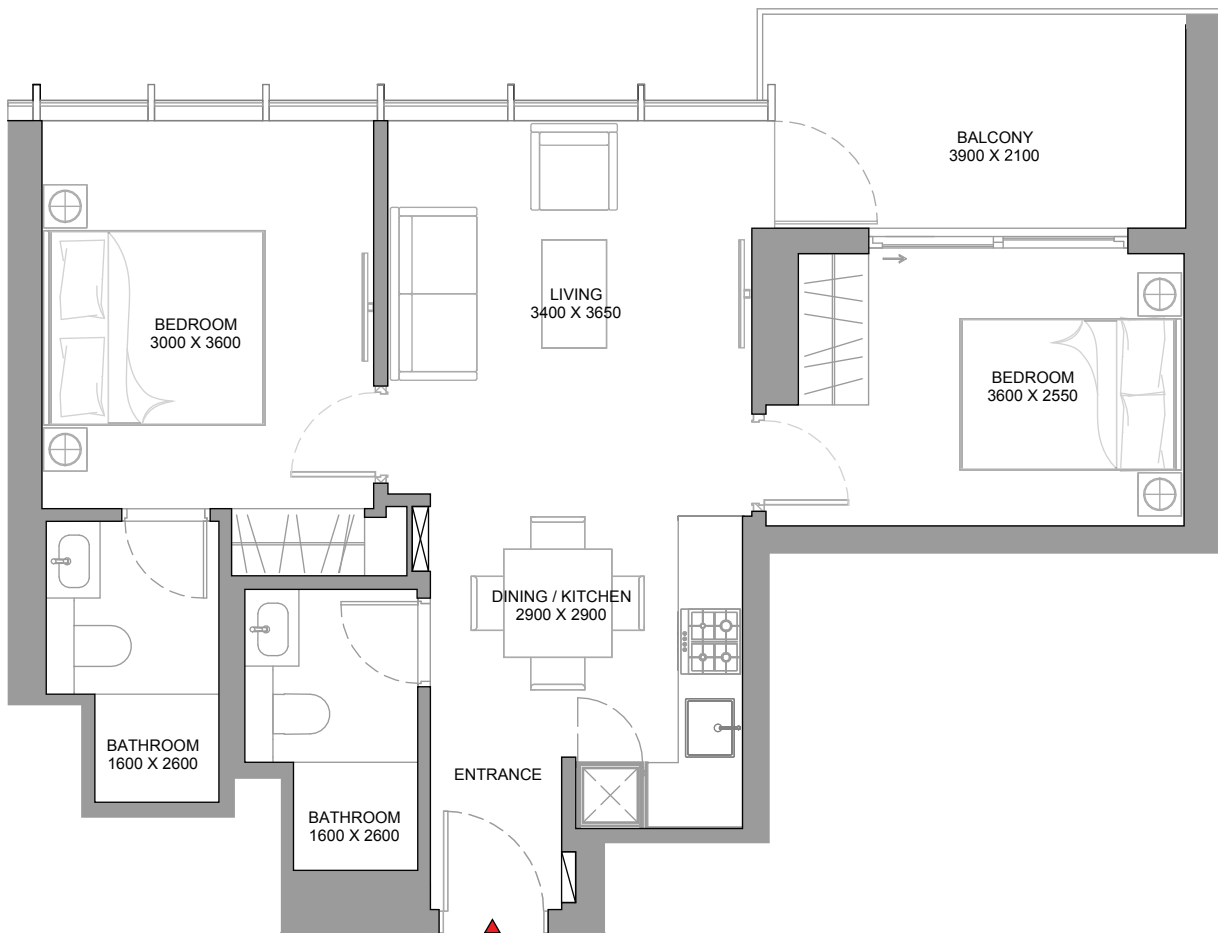 BALCONY
3900 X 2100
LIVING
3400 X 3650
BEDROOM
3000 X 3600
BEDROOM
3600 X 2550
DINING / KITCHEN
2900 X 2900
BATHROOM
1600 X 2600
ENTRANCE
BATHROOM
1600 X 2600